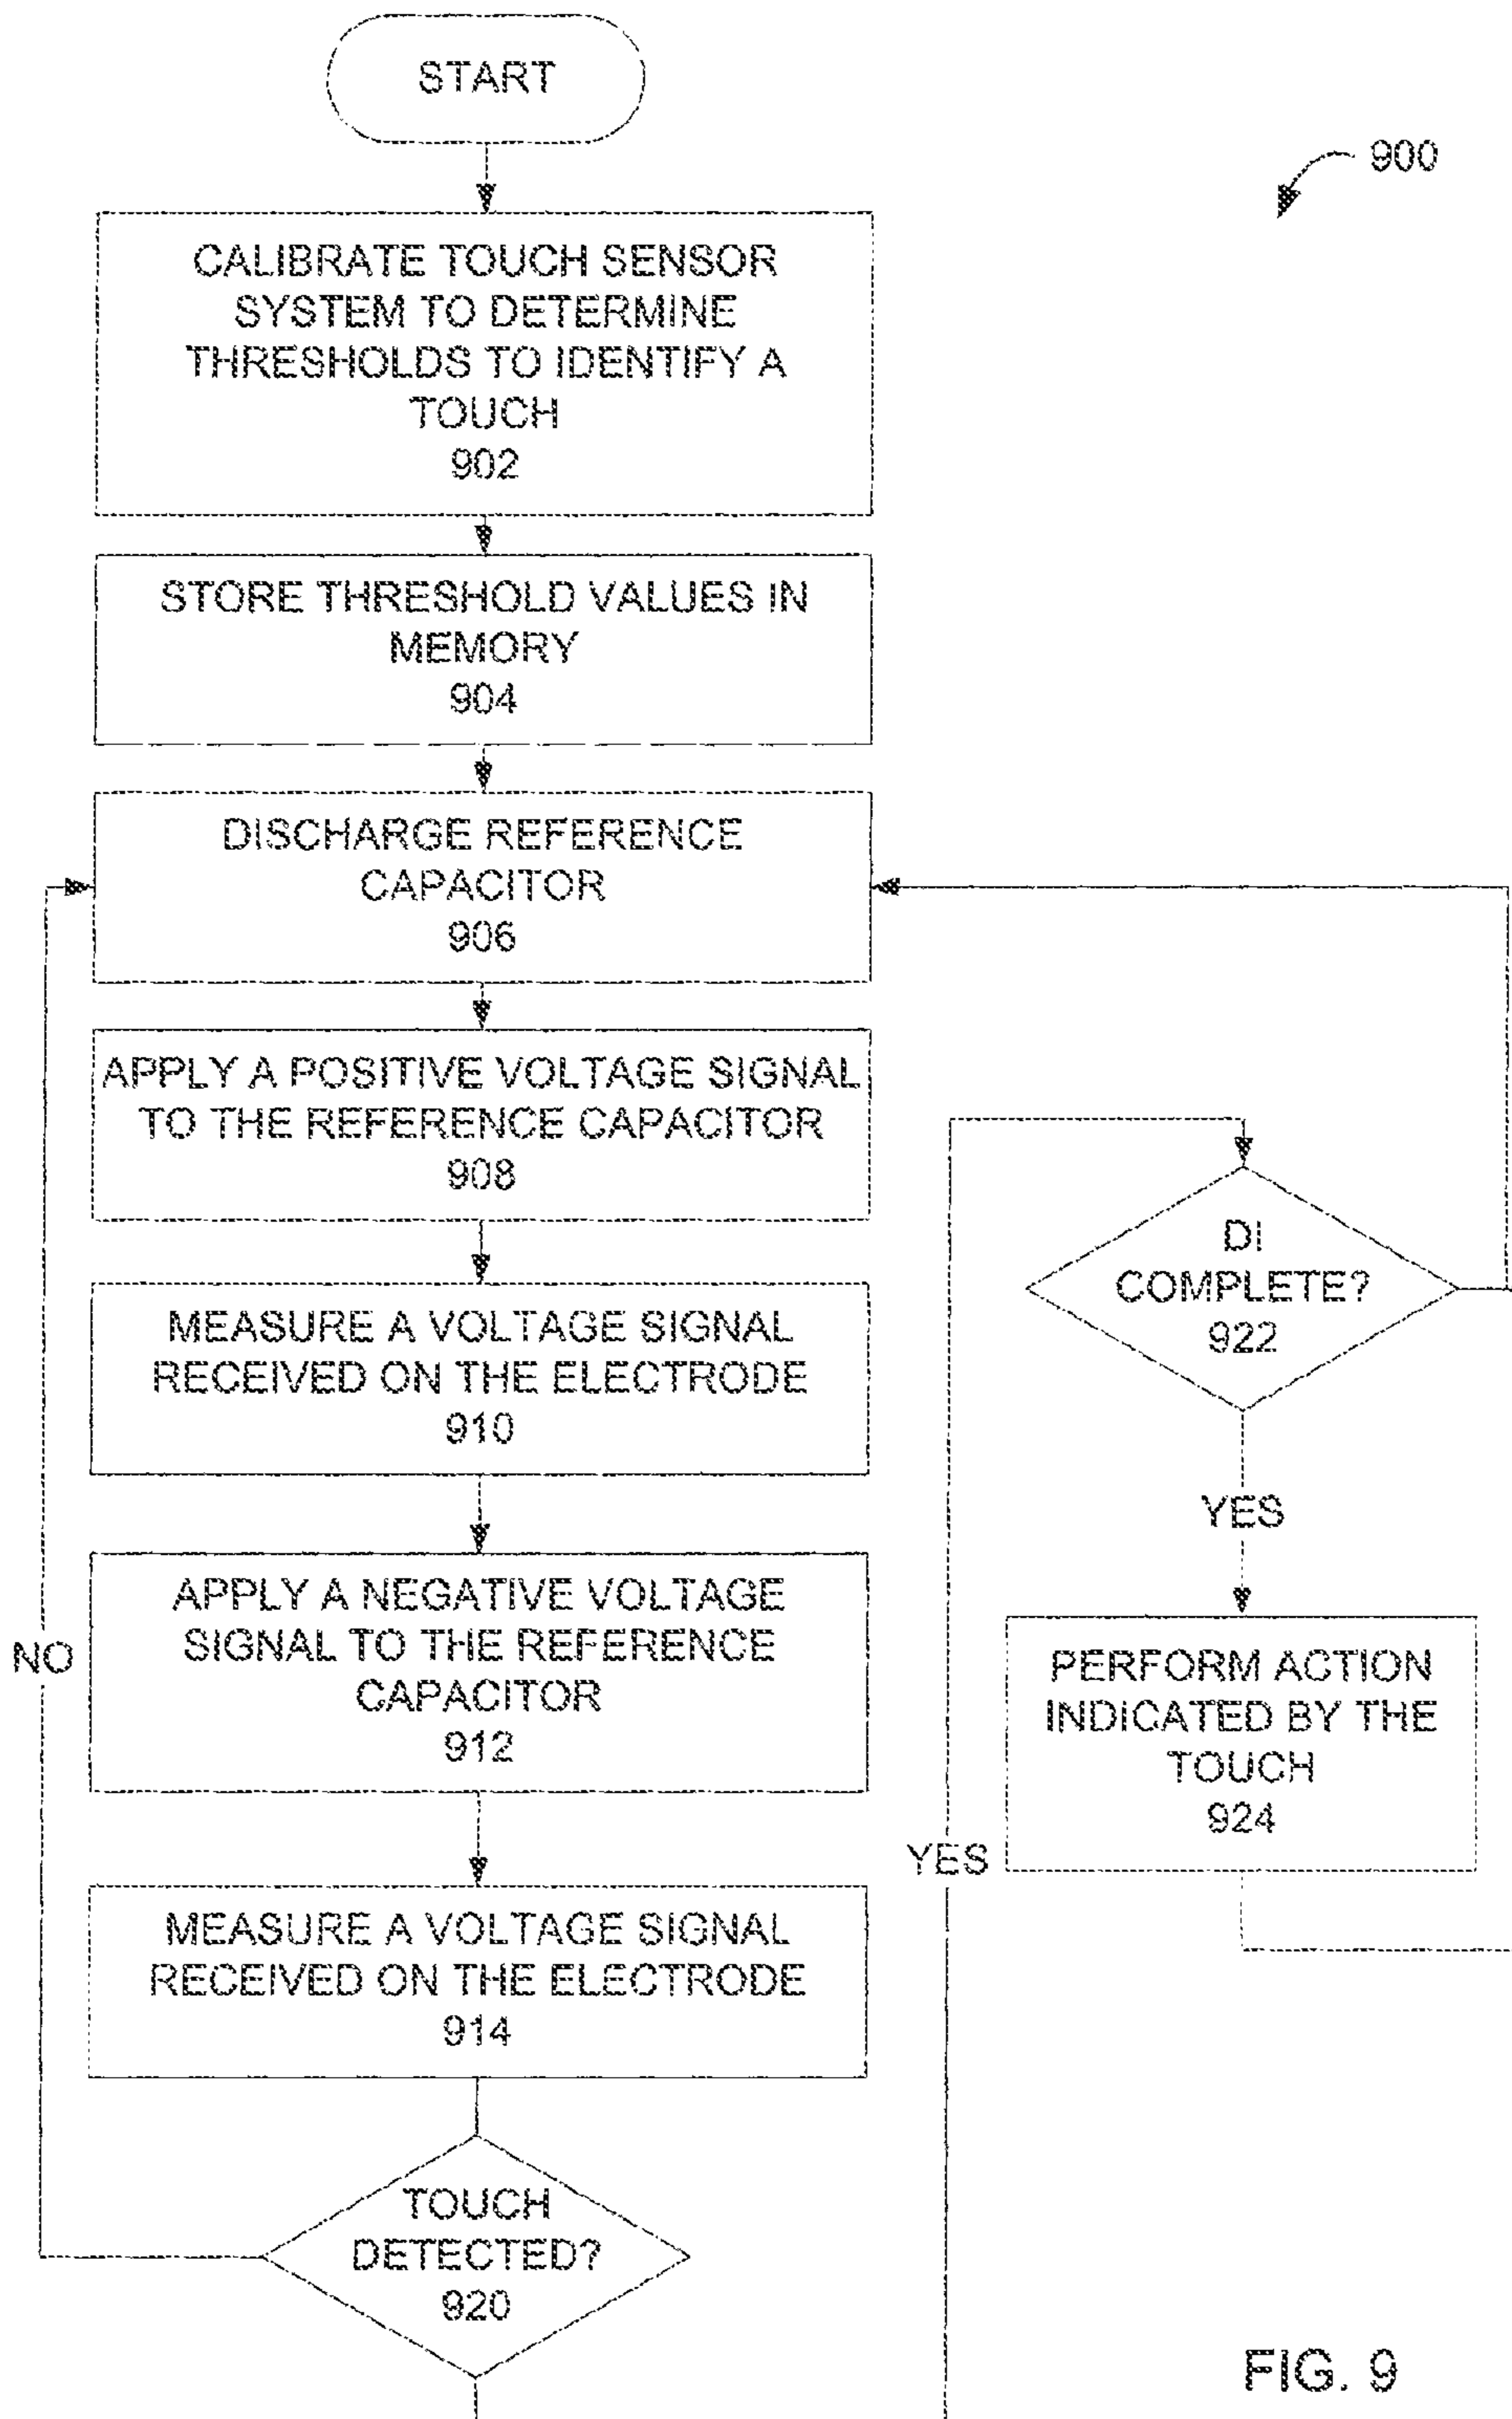 START
900
CALIBRATE TOUCH SENSOR
SYSTEM TO DETERMINE
THRESHOLDS TO IDENTIFY A
TOUCH
902
STORE THRESHOLD VALUES IN
MEMORY
904
DISCHARGE REFERENCE
CAPACITOR
906
APPLY A POSITIVE VOLTAGE SIGNAL
TO THE REFERENCE CAPACITOR
908
MEASURE A VOLTAGE SIGNAL
RECEIVED ON THE ELECTRODE
910
APPLY A NEGATIVE VOLTAGE
SIGNAL TO THE REFERENCE
CAPACITOR
912
NO
MEASURE A VOLTAGE SIGNAL
RECEIVED ON THE ELECTRODE
914
TOUCH
DETECTED?
920
YES
DI
COMPLETE?
922
YES
PERFORM ACTION
INDICATED BY THE
TOUCH
924
FIG. 9